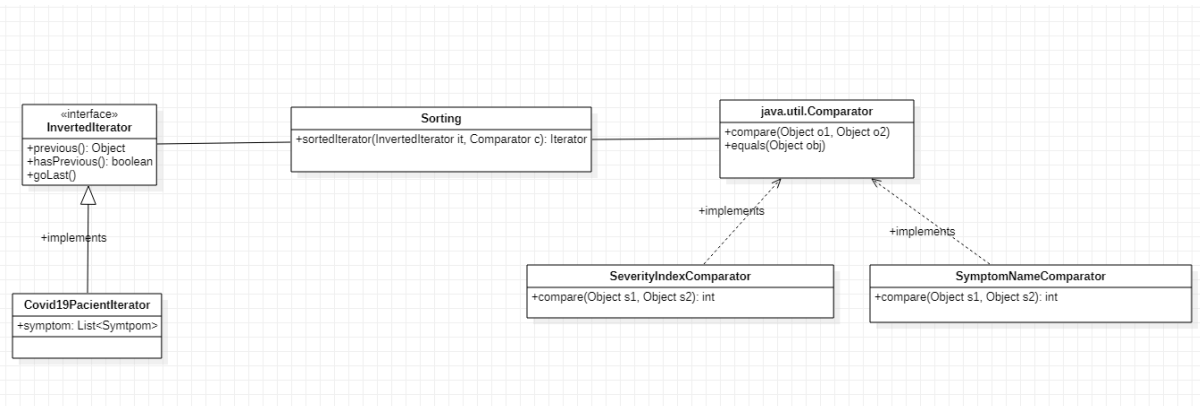 «interface»
InvertedIterator
+previous(): Object
+hasPrevious(): boolean
+goLast()
Sorting
+sortedIterator(InvertedIterator it, Comparator c): Iterator
java.util.Comparator
+compare(Object o1, Object o2)
+equals(Object obj)
+implements
+implements
+implements
Covid19PacientIterator
+symptom: List<Symtpom>
SeverityIndexComparator
+compare(Object s1, Object s2): int
SymptomNameComparator
+compare(Object s1, Object s2): int